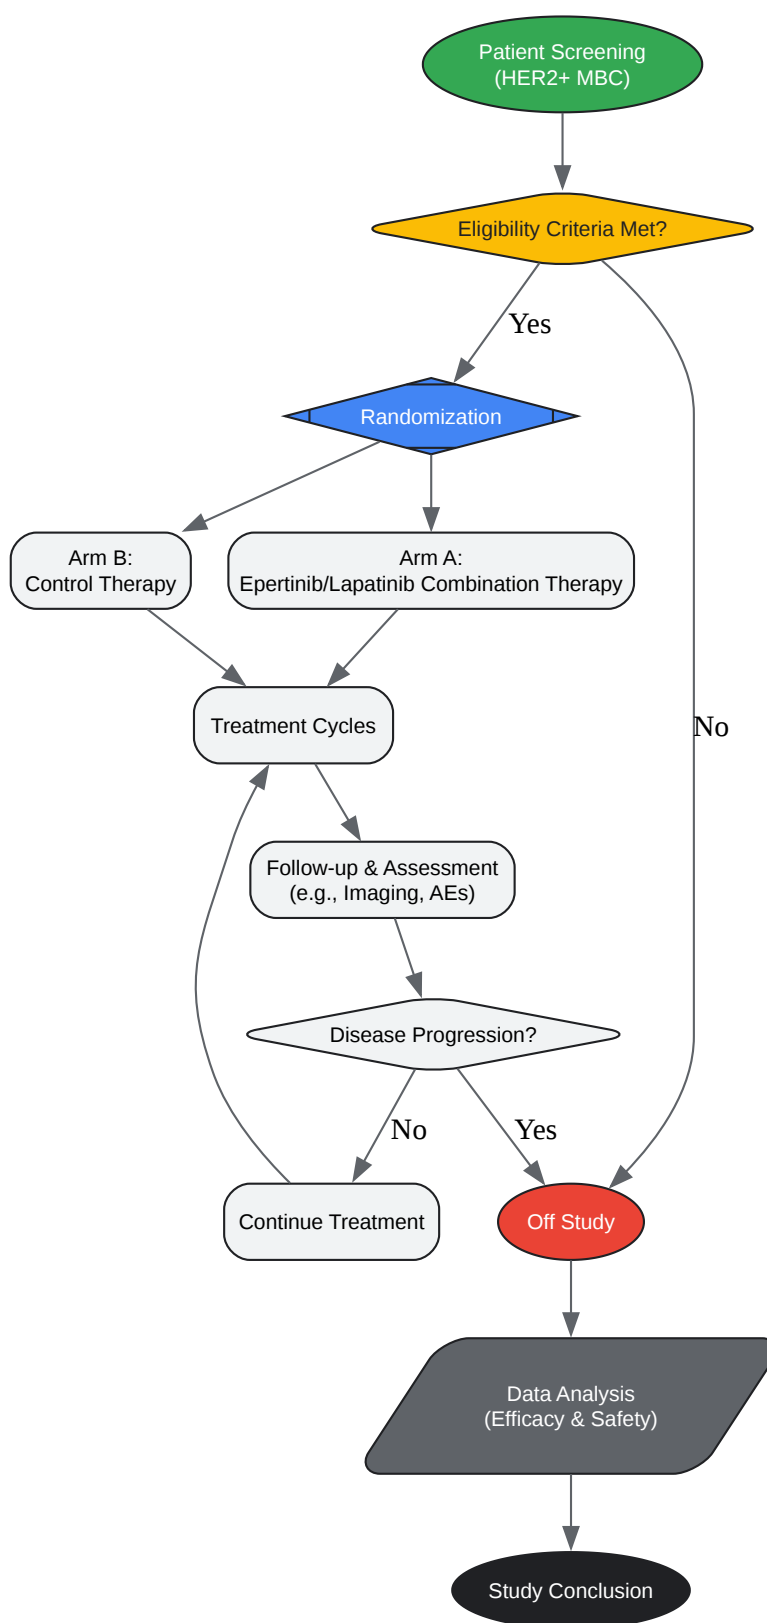 Patient Screening
(HER2+ MBC)
Eligibility Criteria Met?
Yes
Randomization
Arm B:
Control Therapy
Arm A:
Epertinib/Lapatinib Combination Therapy
Treatment Cycles
No
Follow-up & Assessment
(e.g., Imaging, AEs)
Disease Progression?
No
Yes
Continue Treatment
Off Study
Data Analysis
(Efficacy & Safety)
Study Conclusion